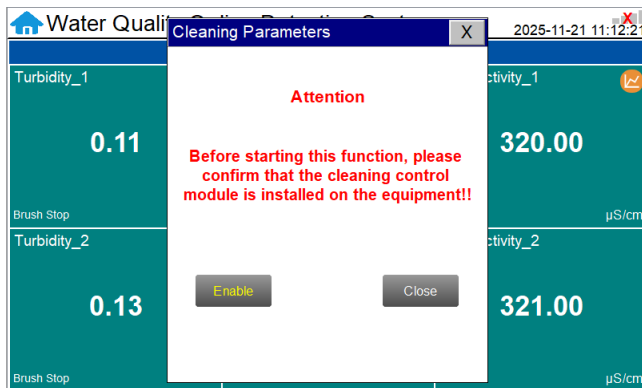 Water Quali
Cleaning Parameters
X
2025-11-21 11:12:21
Turbidity_1
ctivity_1
Attention
0.11
320.00
Before starting this function, please
confirm that the cleaning control
module is installed on the equipment!!
Brush Stop
µS/cm
Turbidity_2
ctivity_2
Enable
Close
0.13
321.00
Brush Stop
µS/cm